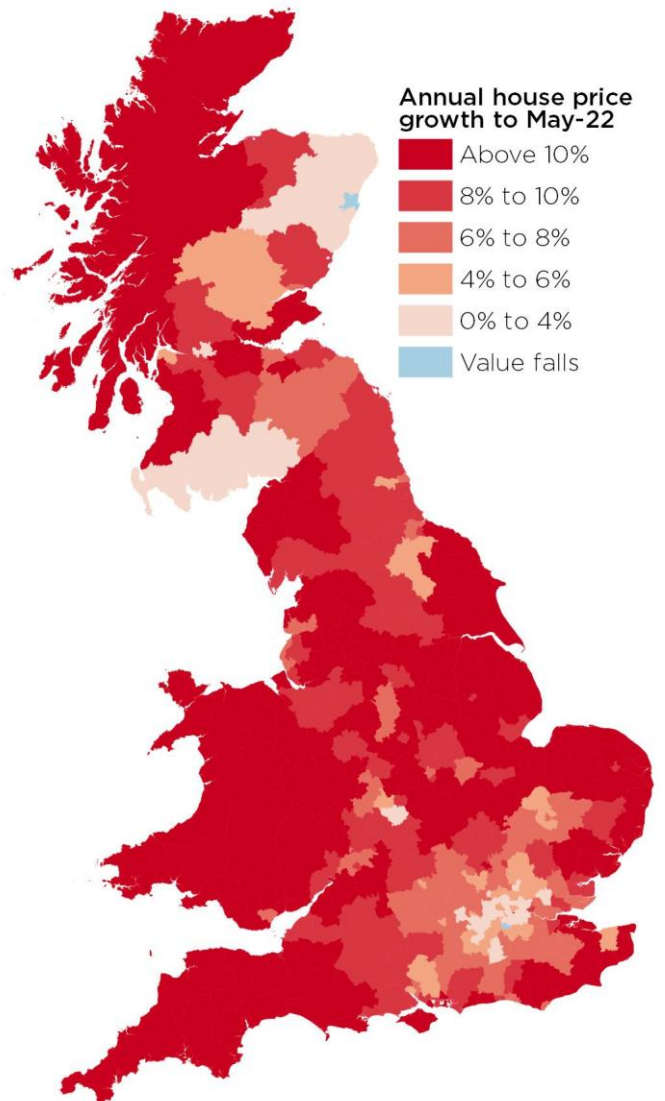 Annual house price
growth to May-22
Above 10%
8% to 10%
6% to 8%
4% to 6%
0% to 4%
Value falls